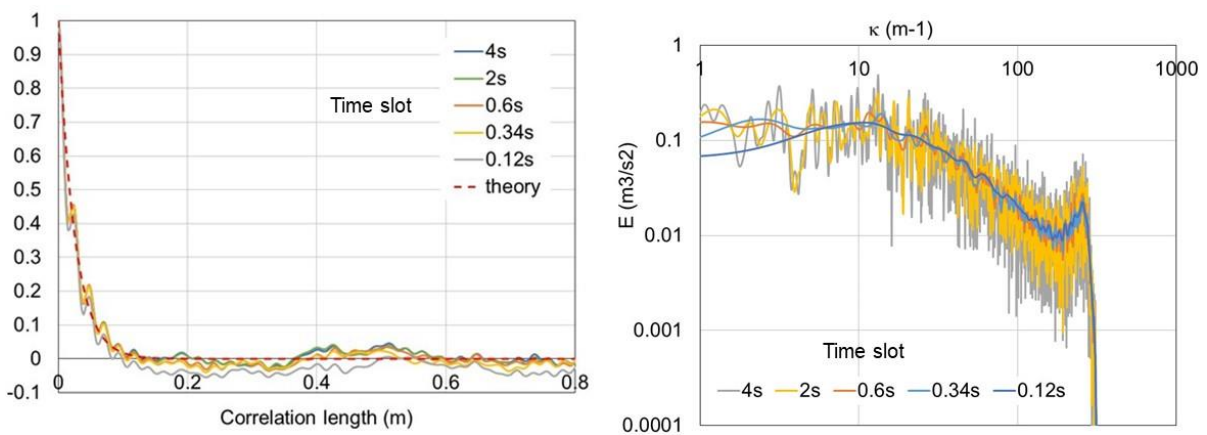 1
0.9
0.8
0.7
0.6
0.5
0.4
0.3
0.2
0.1
0
-0.1
0 0.2 0.4 0.6 0.8
Correlation length (m)
Time slot
4s
2s
0.6s
0.34s
0.12s
theory
κ (m-1)
1 10 100 1000
1
0.1
0.01
0.001
0.0001
E (m3/s2)
Time slot
4s 2s 0.6s 0.34s 0.12s